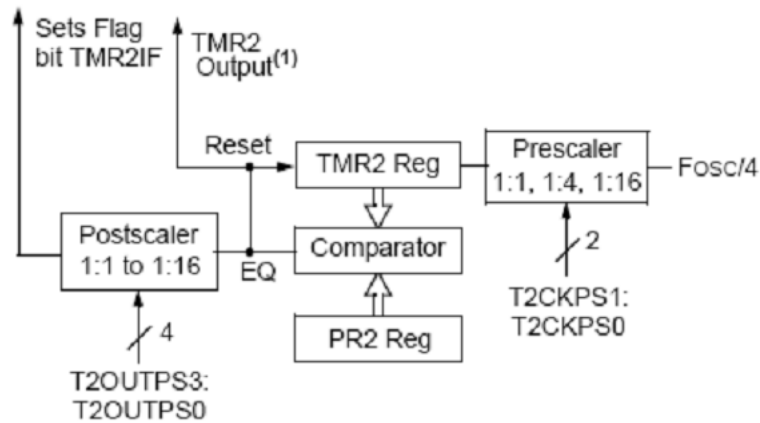 Sets Flag
bit TMR2IF
TMR2
Output(1)
Reset
TMR2 Reg
Prescaler
1:1, 1:4, 1:16
Fosc/4
Postscaler
1:1 to 1:16
EQ
Comparator
2
T2CKPS1:
T2CKPS0
4
PR2 Reg
T2OUTPS3:
T2OUTPS0